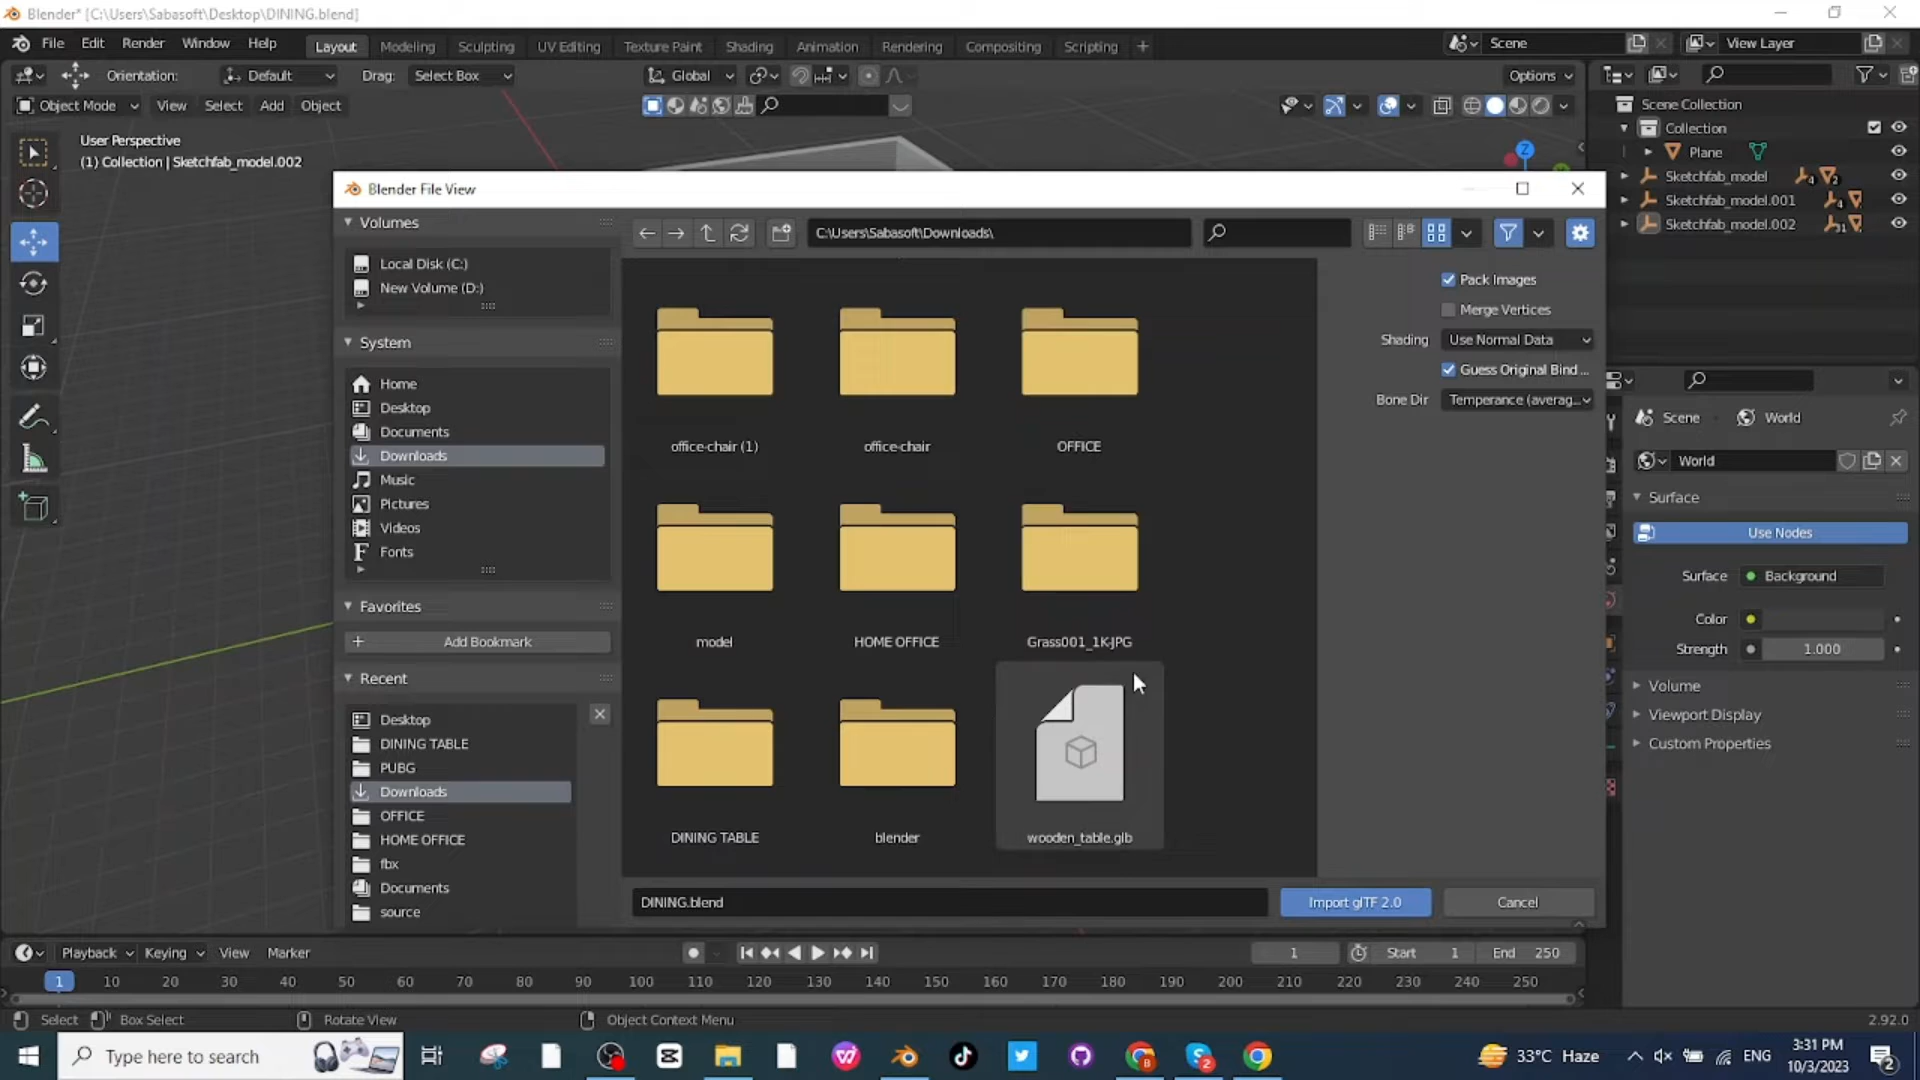 Blender* [C:\Users\Sabasoft\Desktop\DINING.blend]
File Edit Render Window Help Layout Modeling Sculpting UV Editing Texture Paint Shading Animation Rendering Compositing Scripting + Scene View Layer
Orientation: Default Drag: Select Box Global Options
Object Mode View Select Add Object
User Perspective
(1) Collection | Sketchfab_model.002
Z
Scene Collection
Collection
Plane
Sketchfab_model 4 2
Sketchfab_model.001 4
Sketchfab_model.002 31
Blender File View
Volumes
Local Disk (C:)
New Volume (D:)
System
Home
Desktop
Documents
Downloads
Music
Pictures
Videos
Fonts
Favorites
+ Add Bookmark
Recent
Desktop
DINING TABLE
PUBG
Downloads
OFFICE
HOME OFFICE
fbx
Documents
source
C:\Users\Sabasoft\Downloads\
office-chair (1) office-chair OFFICE
model HOME OFFICE Grass001_1K-JPG
DINING TABLE blender wooden_table.glb
DINING.blend Import glTF 2.0 Cancel
Pack Images
Merge Vertices
Shading Use Normal Data
Guess Original Bind ...
Bone Dir Temperance (averag...
Scene World
World
Surface
Use Nodes
Surface Background
Color
Strength 1.000
Volume
Viewport Display
Custom Properties
Playback Keying View Marker 1 Start 1 End 250
1 10 20 30 40 50 60 70 80 90 100 110 120 130 140 150 160 170 180 190 200 210 220 230 240 250
Select Box Select Rotate View Object Context Menu 2.92.0
Type here to search 33°C Haze ENG 3:31 PM
10/3/2023
2